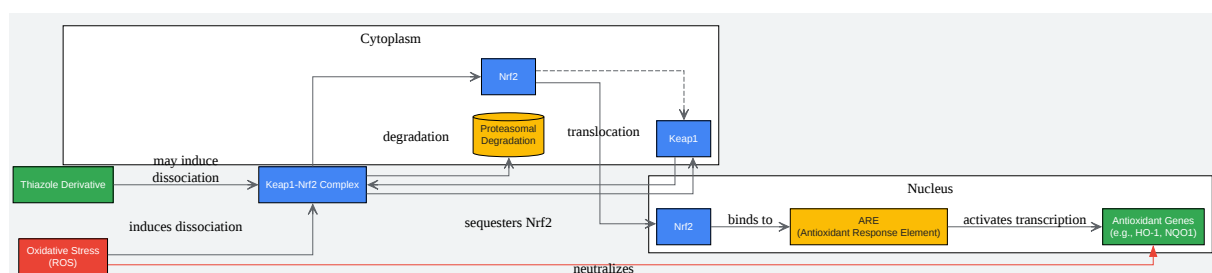 Cytoplasm
Nrf2
degradation
Proteasomal
Degradation
translocation
Keap1
may induce
dissociation
Thiazole Derivative
Keap1-Nrf2 Complex
Nucleus
induces dissociation
sequesters Nrf2
Nrf2
binds to
ARE
(Antioxidant Response Element)
activates transcription
Antioxidant Genes
(e.g., HO-1, NQO1)
Oxidative Stress
(ROS)
neutralizes